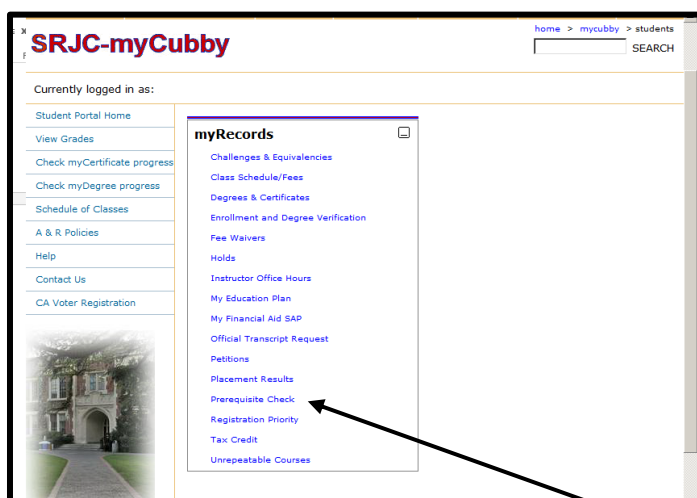 home > mycubby > students
SRJC-myCubby
SEARCH
Currently logged in as:
Student Portal Home
View Grades
Check myCertificate progress
Check myDegree progress
Schedule of Classes
A & R Policies
Help
Contact Us
CA Voter Registration
myRecords
Challenges & Equivalencies
Class Schedule/Fees
Degrees & Certificates
Enrollment and Degree Verification
Fee Waivers
Holds
Instructor Office Hours
My Education Plan
My Financial Aid SAP
Official Transcript Request
Petitions
Placement Results
Prerequisite Check
Registration Priority
Tax Credit
Unrepeatable Courses